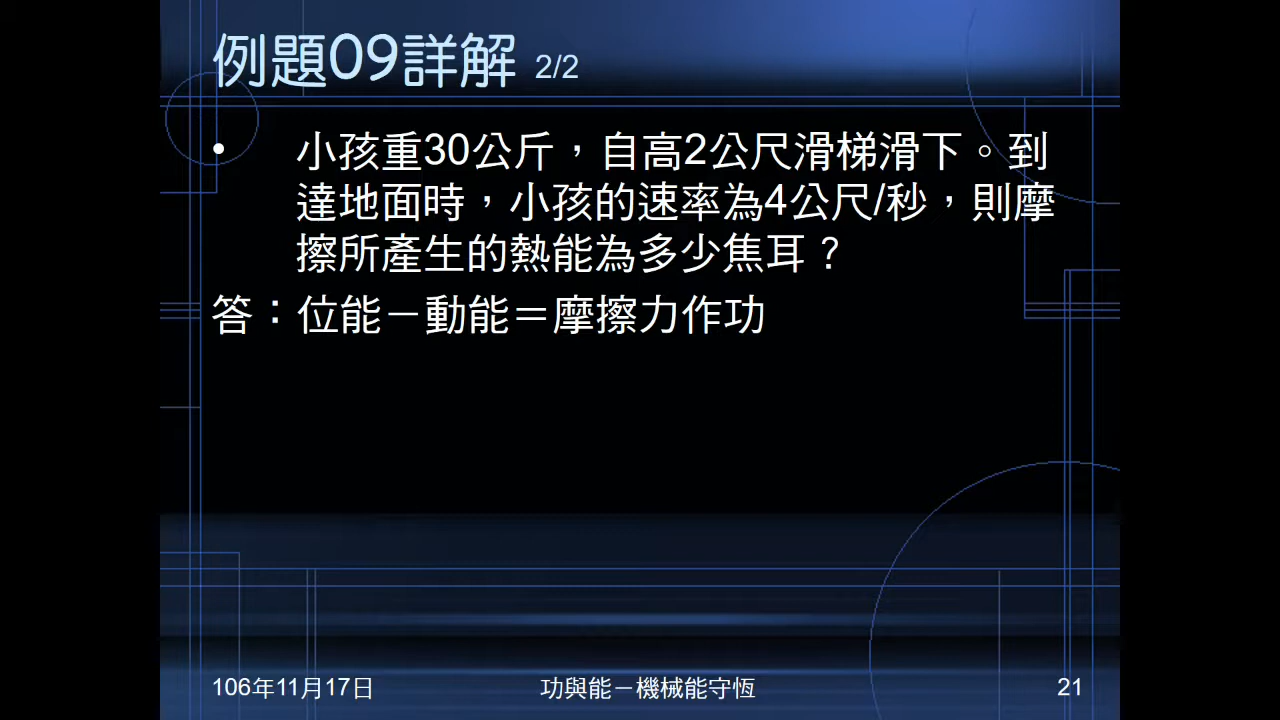 例題09詳解 2/2
• 小孩重30公斤，自高2公尺滑梯滑下。到
達地面時，小孩的速率為4公尺/秒，則摩
擦所產生的熱能為多少焦耳？
答：位能－動能＝摩擦力作功
106年11月17日 功與能－機械能守恆 21